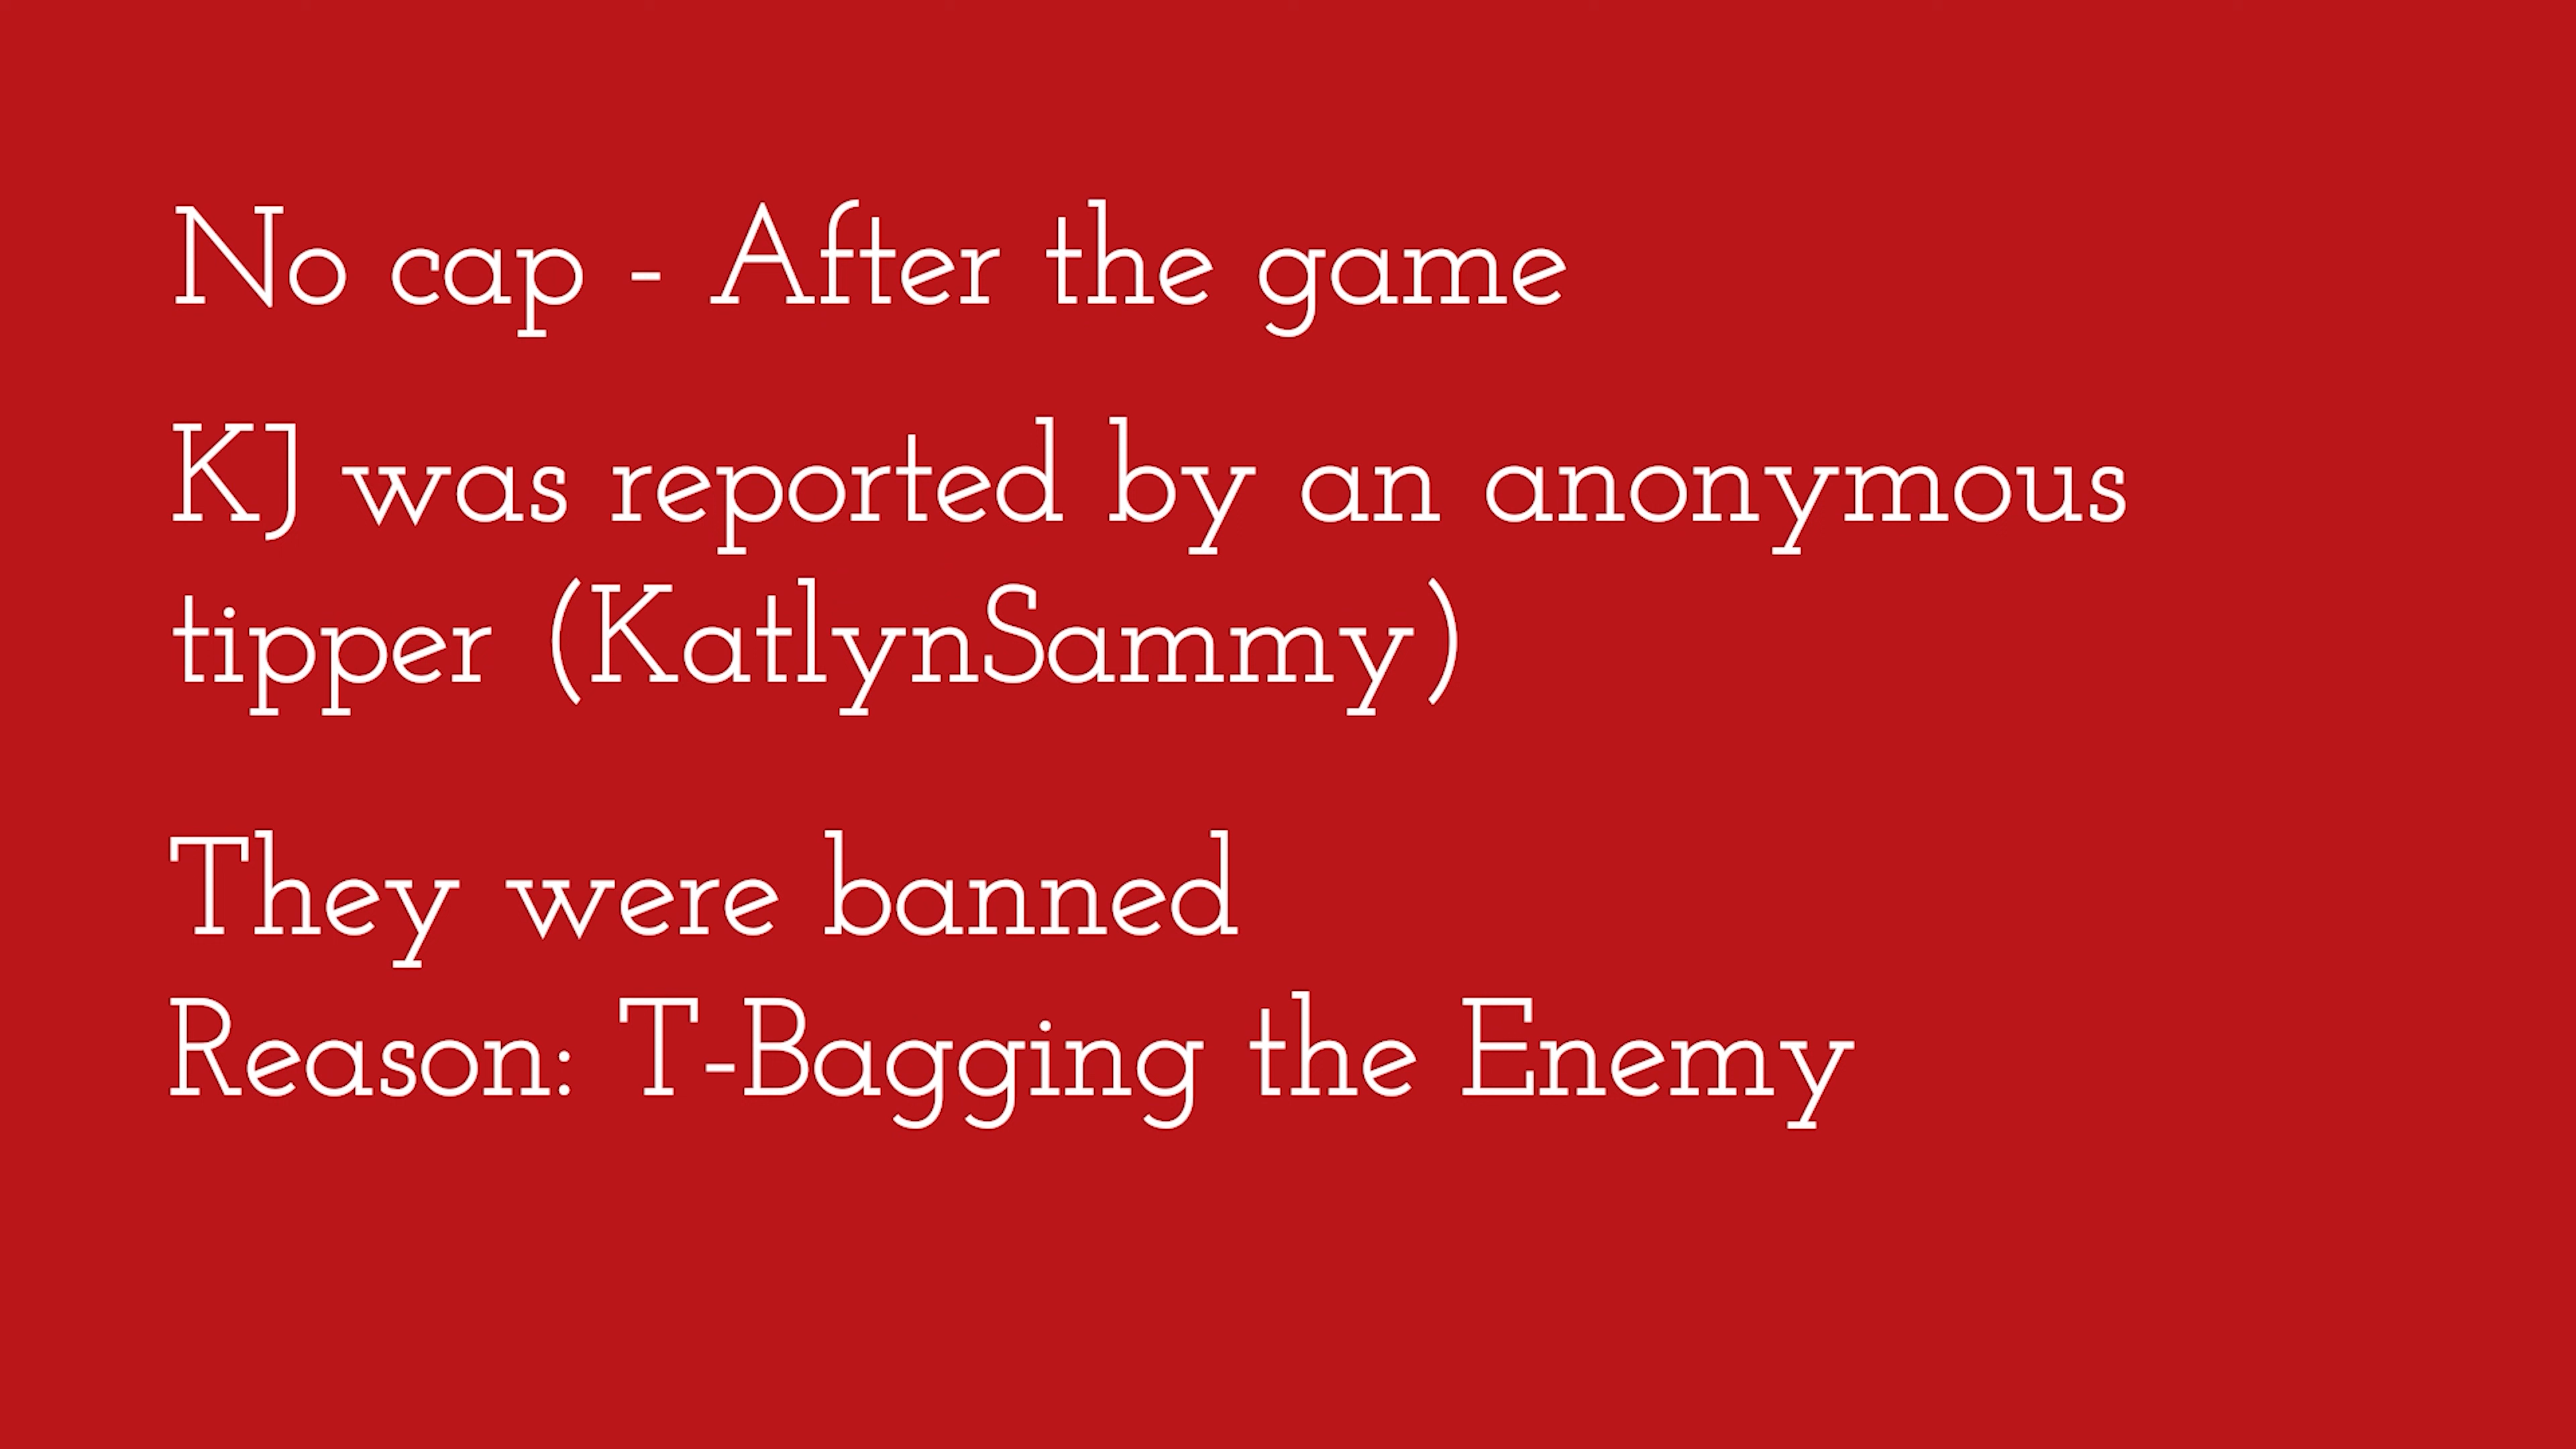 No cap - After the game
KJ was reported by an anonymous
tipper (KatlynSammy)
They were banned
Reason: T-Bagging the Enemy